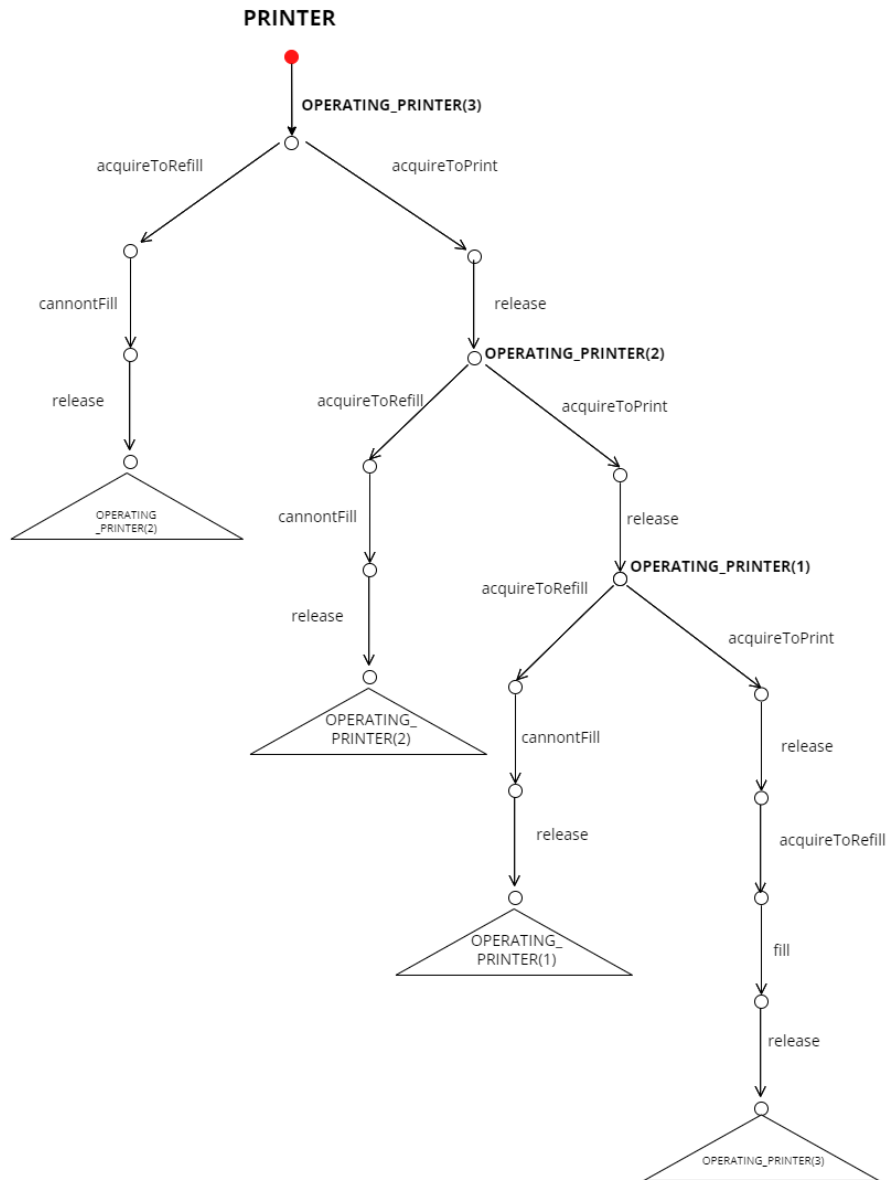 PRINTER
OPERATING_PRINTER(3)
acquireToRefill
acquireToPrint
cannontFill
release
release
OPERATING_PRINTER(2)
acquireToRefill
acquireToPrint
OPERATING
_PRINTER(2)
cannontFill
release
OPERATING_PRINTER(1)
acquireToRefill
release
acquireToPrint
OPERATING_
PRINTER(2)
cannontFill
release
release
acquireToRefill
OPERATING_
PRINTER(1)
fill
release
OPERATING_PRINTER(3)